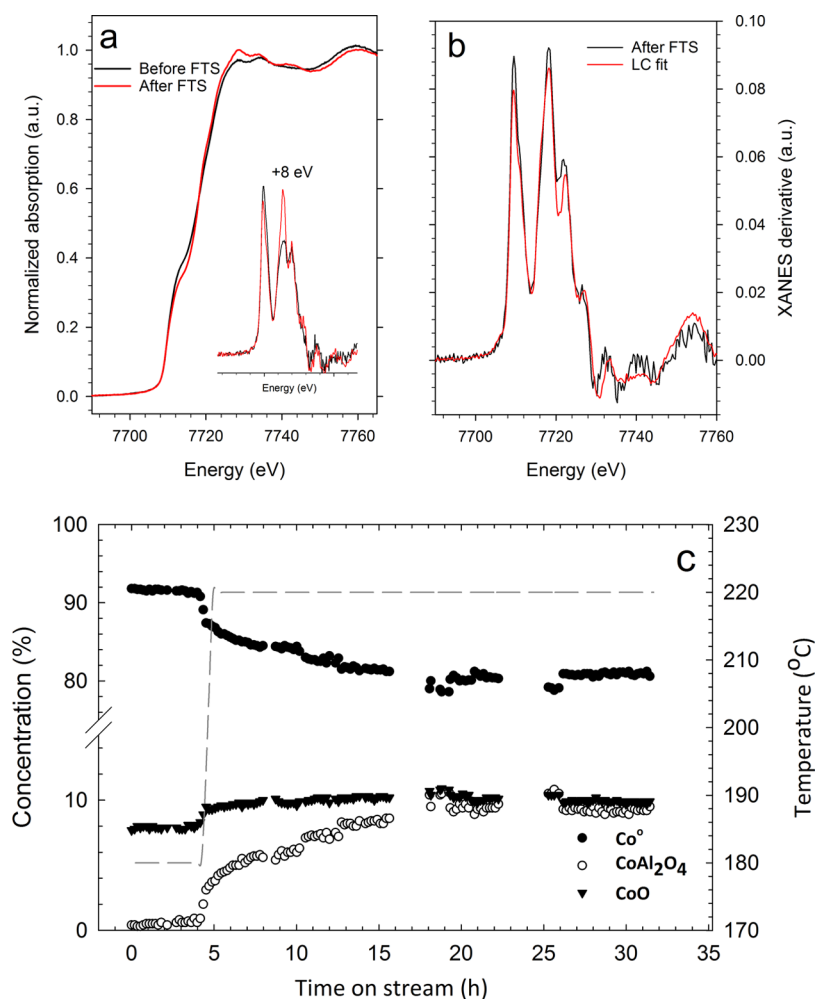 a
Before FTS
After FTS
+8 eV
Energy (eV)
Normalized absorption (a.u.)
1.0
0.8
0.6
0.4
0.2
0.0
7700 7720 7740 7760
Energy (eV)
b
After FTS
LC fit
XANES derivative (a.u.)
0.10
0.08
0.06
0.04
0.02
0.00
7700 7720 7740 7760
Energy (eV)
c
Concentration (%)
100
90
80
10
0
Temperature (°C)
230
220
210
200
190
180
170
Co°
CoAl2O4
CoO
0 5 10 15 20 25 30 35
Time on stream (h)